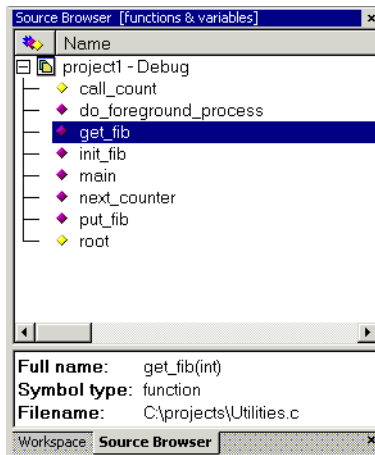 Source Browser [functions & variables]
Name
project1 - Debug
call_count
do_foreground_process
get_fib
init_fib
main
next_counter
put_fib
root
Full name: get_fib(int)
Symbol type: function
Filename: C:\projects\Utilities.c
Workspace Source Browser